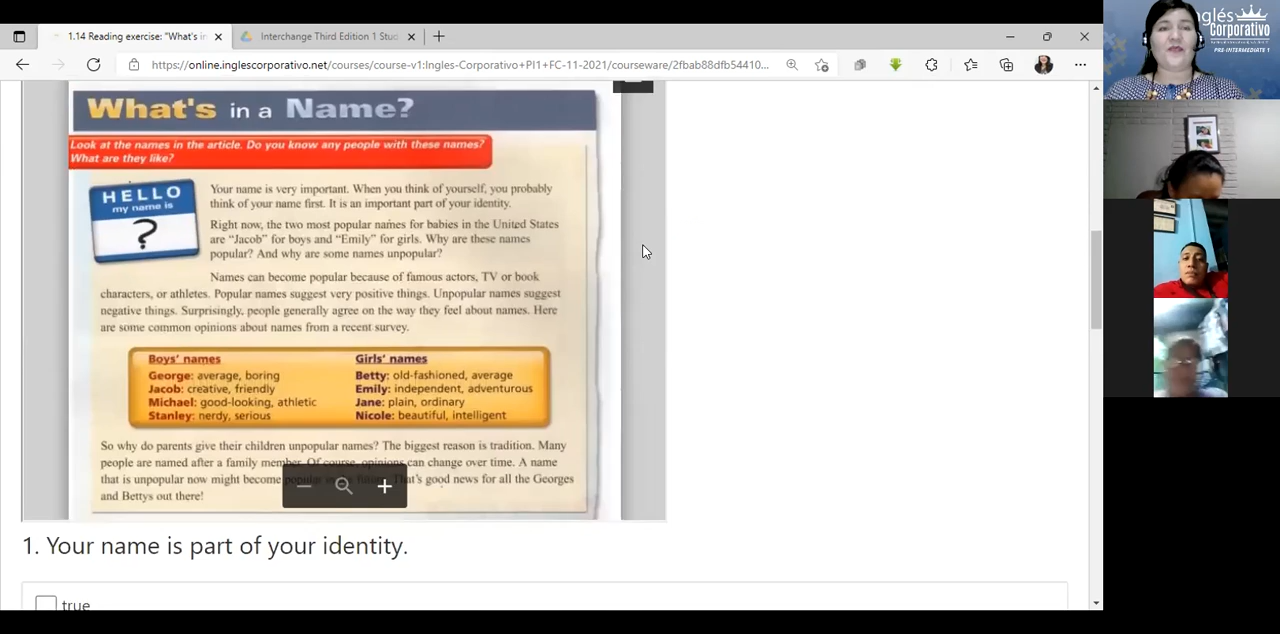 1.14 Reading exercise: "What's in
Interchange Third Edition 1 Stud
https://online.inglescorporativo.net/courses/course-v1:Ingles-Corporativo+PI1+FC-11-2021/courseware/2fbab88dfb54410...
What's in a Name?
Look at the names in the article. Do you know any people with these names?
What are they like?
HELLO
my name is
?
Your name is very important. When you think of yourself, you probably
think of your name first. It is an important part of your identity.
Right now, the two most popular names for babies in the United States
are "Jacob" for boys and "Emily" for girls. Why are these names
popular? And why are some names unpopular?
Names can become popular because of famous actors, TV or book
characters, or athletes. Popular names suggest very positive things. Unpopular names suggest
negative things. Surprisingly, people generally agree on the way they feel about names. Here
are some common opinions about names from a recent survey.
Boys' names
George: average, boring
Jacob: creative, friendly
Michael: good-looking, athletic
Stanley: nerdy, serious
Girls' names
Betty: old-fashioned, average
Emily: independent, adventurous
Jane: plain, ordinary
Nicole: beautiful, intelligent
So why do parents give their children unpopular names? The biggest reason is tradition. Many
people are named after a family member. Of course, opinions can change over time. A name
that is unpopular now might become That's good news for all the Georges
and Bettys out there!
1. Your name is part of your identity.
true
Inglés
Corporativo
PRE-INTERMEDIATE 1